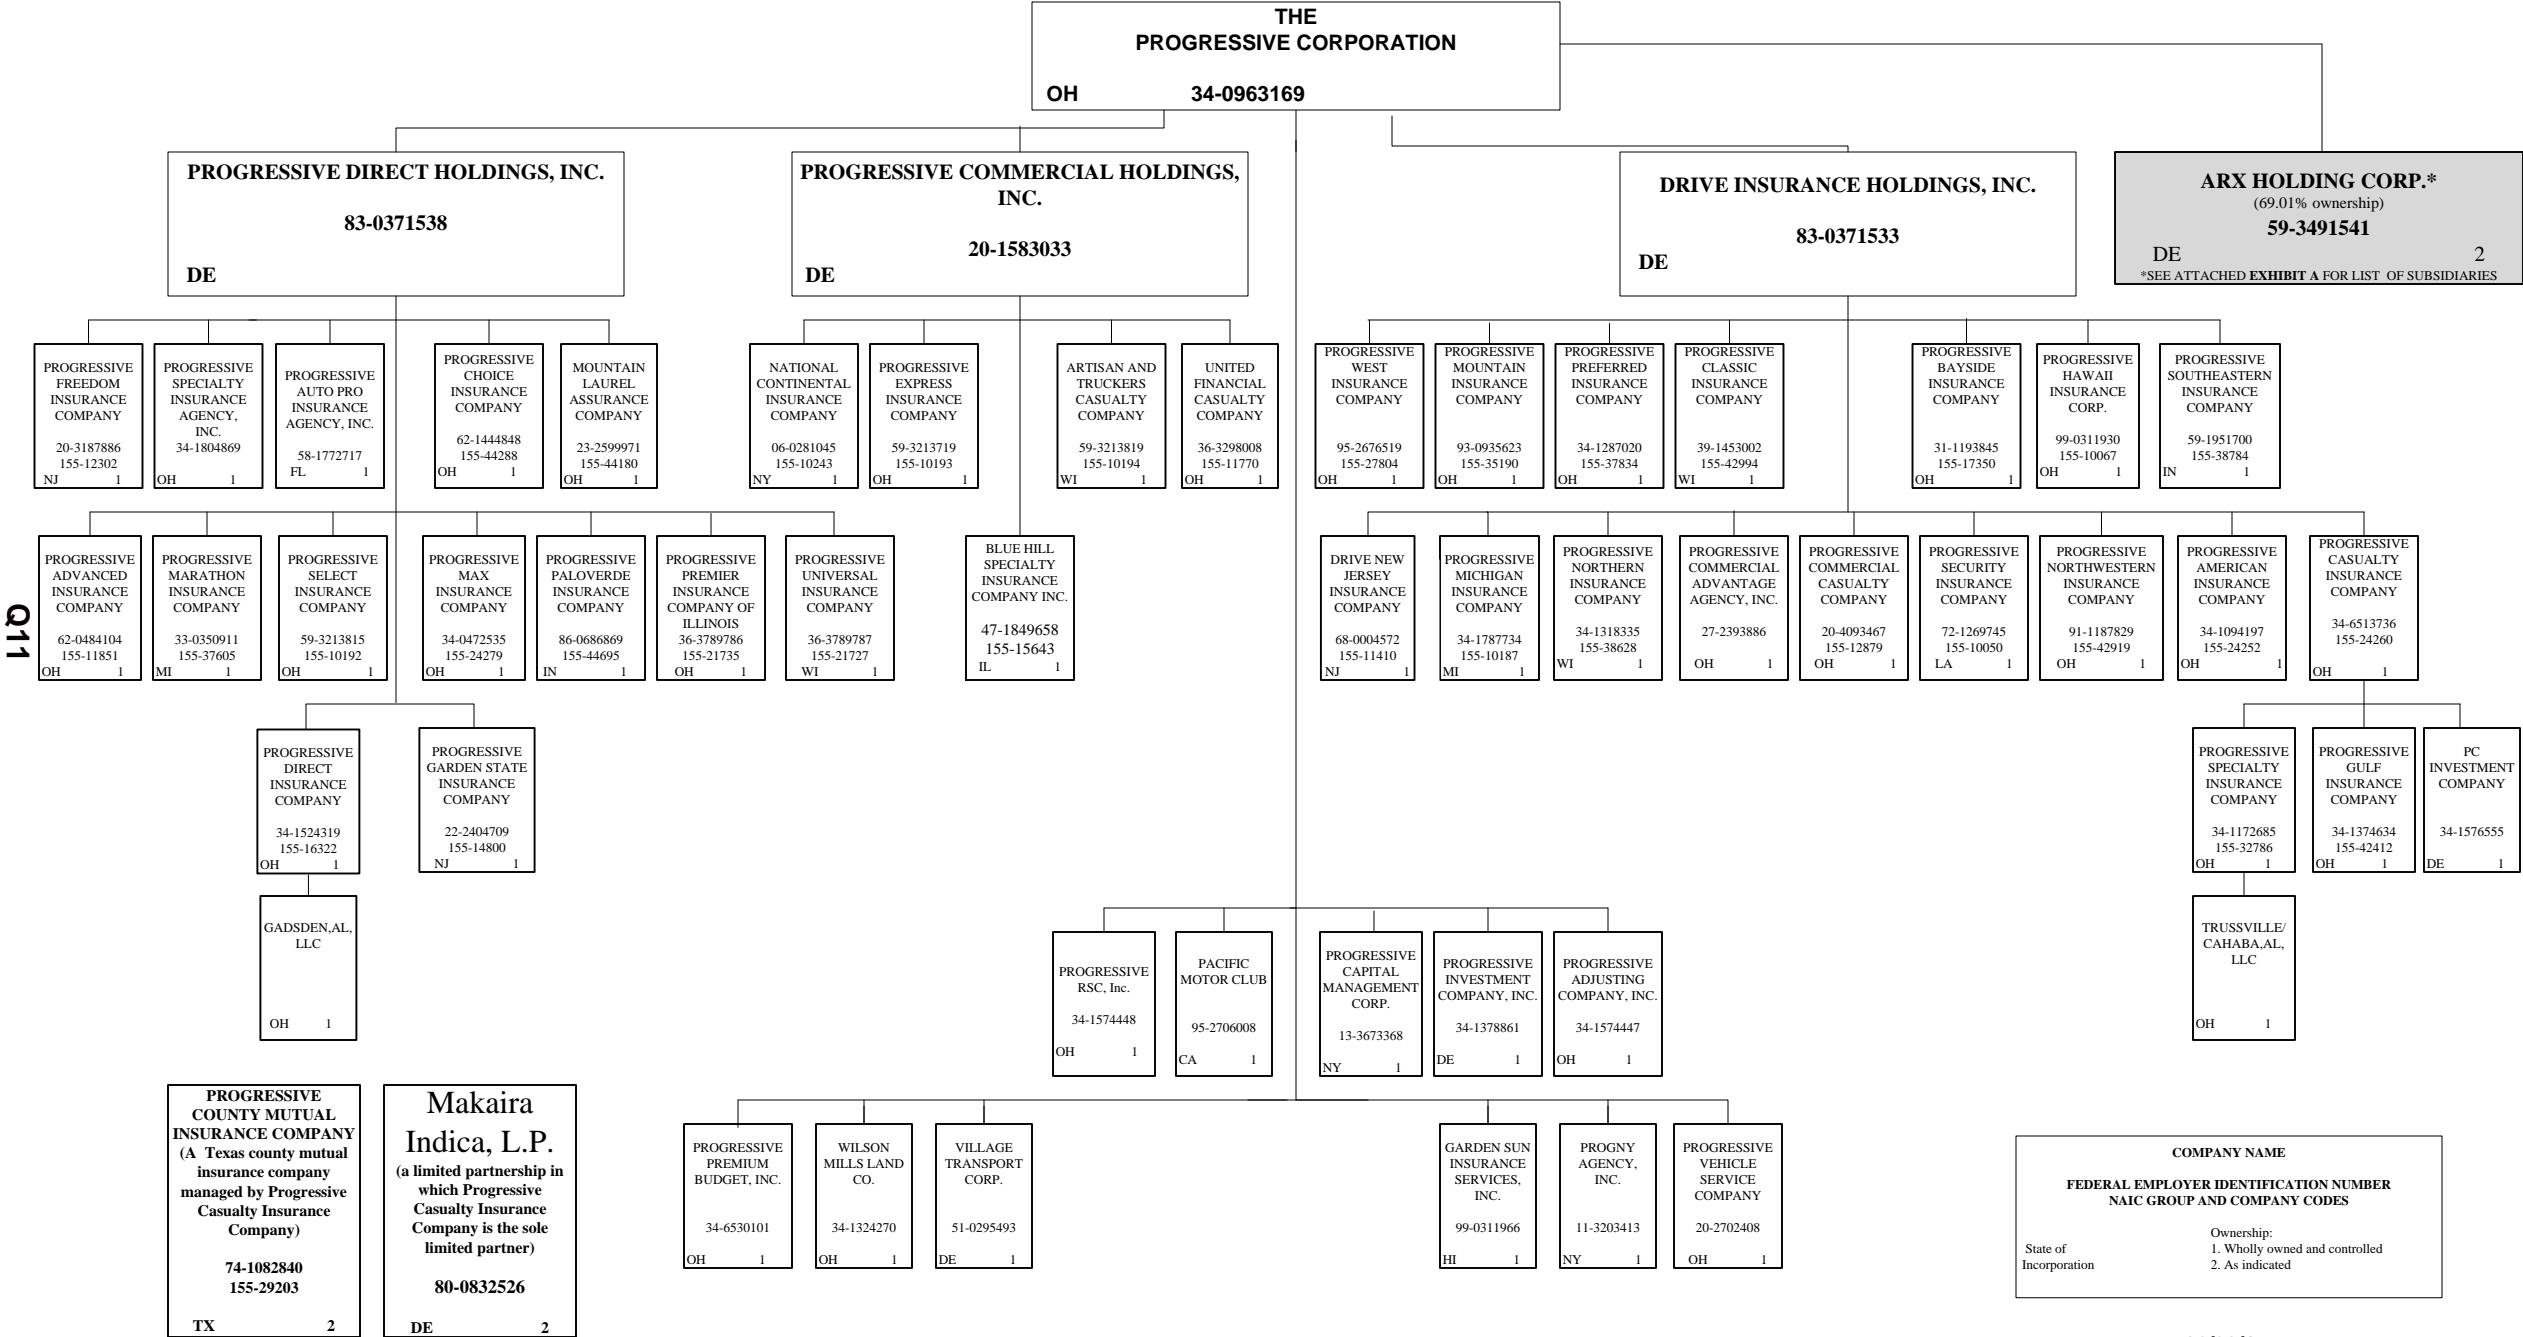 THE
PROGRESSIVE CORPORATION
OH 34-0963169
PROGRESSIVE DIRECT HOLDINGS, INC.
83-0371538
DE
PROGRESSIVE COMMERCIAL HOLDINGS,
INC.
20-1583033
DE
DRIVE INSURANCE HOLDINGS, INC.
83-0371533
DE
ARX HOLDING CORP.*
(69.01% ownership)
59-3491541
DE 2
*SEE ATTACHED EXHIBIT A FOR LIST OF SUBSIDIARIES
PROGRESSIVE
FREEDOM
INSURANCE
COMPANY
20-3187886
155-12302
NJ 1
PROGRESSIVE
SPECIALTY
INSURANCE
AGENCY,
INC.
34-1804869
OH 1
PROGRESSIVE
AUTO PRO
INSURANCE
AGENCY, INC.
58-1772717
FL 1
PROGRESSIVE
CHOICE
INSURANCE
COMPANY
62-1444848
155-44288
OH 1
MOUNTAIN
LAUREL
ASSURANCE
COMPANY
23-2599971
155-44180
OH 1
NATIONAL
CONTINENTAL
INSURANCE
COMPANY
06-0281045
155-10243
NY 1
PROGRESSIVE
EXPRESS
INSURANCE
COMPANY
59-3213719
155-10193
OH 1
ARTISAN AND
TRUCKERS
CASUALTY
COMPANY
59-3213819
155-10194
WI 1
UNITED
FINANCIAL
CASUALTY
COMPANY
36-3298008
155-11770
OH 1
PROGRESSIVE
WEST
INSURANCE
COMPANY
95-2676519
155-27804
OH 1
PROGRESSIVE
MOUNTAIN
INSURANCE
COMPANY
93-0935623
155-35190
OH 1
PROGRESSIVE
PREFERRED
INSURANCE
COMPANY
34-1287020
155-37834
OH 1
PROGRESSIVE
CLASSIC
INSURANCE
COMPANY
39-1453002
155-42994
WI 1
PROGRESSIVE
BAYSIDE
INSURANCE
COMPANY
31-1193845
155-17350
OH 1
PROGRESSIVE
HAWAII
INSURANCE
CORP.
99-0311930
155-10067
OH 1
PROGRESSIVE
SOUTHEASTERN
INSURANCE
COMPANY
59-1951700
155-38784
IN 1
PROGRESSIVE
ADVANCED
INSURANCE
COMPANY
62-0484104
155-11851
OH 1
PROGRESSIVE
MARATHON
INSURANCE
COMPANY
33-0350911
155-37605
MI 1
PROGRESSIVE
SELECT
INSURANCE
COMPANY
59-3213815
155-10192
OH 1
PROGRESSIVE
MAX
INSURANCE
COMPANY
34-0472535
155-24279
OH 1
PROGRESSIVE
PALOVERDE
INSURANCE
COMPANY
86-0686869
155-44695
IN 1
PROGRESSIVE
PREMIER
INSURANCE
COMPANY OF
ILLINOIS
36-3789786
155-21735
OH 1
PROGRESSIVE
UNIVERSAL
INSURANCE
COMPANY
36-3789787
155-21727
WI 1
BLUE HILL
SPECIALTY
INSURANCE
COMPANY INC.
47-1849658
155-15643
IL 1
DRIVE NEW
JERSEY
INSURANCE
COMPANY
68-0004572
155-11410
NJ 1
PROGRESSIVE
MICHIGAN
INSURANCE
COMPANY
34-1787734
155-10187
MI 1
PROGRESSIVE
NORTHERN
INSURANCE
COMPANY
34-1318335
155-38628
WI 1
PROGRESSIVE
COMMERCIAL
ADVANTAGE
AGENCY, INC.
27-2393886
OH 1
PROGRESSIVE
COMMERCIAL
CASUALTY
COMPANY
20-4093467
155-12879
OH 1
PROGRESSIVE
SECURITY
INSURANCE
COMPANY
72-1269745
155-10050
LA 1
PROGRESSIVE
NORTHWESTERN
INSURANCE
COMPANY
91-1187829
155-42919
OH 1
PROGRESSIVE
AMERICAN
INSURANCE
COMPANY
34-1094197
155-24252
OH 1
PROGRESSIVE
CASUALTY
INSURANCE
COMPANY
34-6513736
155-24260
OH 1
Q11
PROGRESSIVE
DIRECT
INSURANCE
COMPANY
34-1524319
155-16322
OH 1
PROGRESSIVE
GARDEN STATE
INSURANCE
COMPANY
22-2404709
155-14800
NJ 1
PROGRESSIVE
SPECIALTY
INSURANCE
COMPANY
34-1172685
155-32786
OH 1
PROGRESSIVE
GULF
INSURANCE
COMPANY
34-1374634
155-42412
OH 1
PC
INVESTMENT
COMPANY
34-1576555
DE 1
GADSDEN,AL,
LLC
OH 1
PROGRESSIVE
RSC, Inc.
34-1574448
OH 1
PACIFIC
MOTOR CLUB
95-2706008
CA 1
PROGRESSIVE
CAPITAL
MANAGEMENT
CORP.
13-3673368
NY 1
PROGRESSIVE
INVESTMENT
COMPANY, INC.
34-1378861
DE 1
PROGRESSIVE
ADJUSTING
COMPANY, INC.
34-1574447
OH 1
TRUSSVILLE/
CAHABA,AL,
LLC
OH 1
PROGRESSIVE
COUNTY MUTUAL
INSURANCE COMPANY
(A Texas county mutual
insurance company
managed by Progressive
Casualty Insurance
Company)
74-1082840
155-29203
TX 2
Makaira
Indica, L.P.
(a limited partnership in
which Progressive
Casualty Insurance
Company is the sole
limited partner)
80-0832526
DE 2
PROGRESSIVE
PREMIUM
BUDGET, INC.
34-6530101
OH 1
WILSON
MILLS LAND
CO.
34-1324270
OH 1
VILLAGE
TRANSPORT
CORP.
51-0295493
DE 1
GARDEN SUN
INSURANCE
SERVICES,
INC.
99-0311966
HI 1
PROGNY
AGENCY,
INC.
11-3203413
NY 1
PROGRESSIVE
VEHICLE
SERVICE
COMPANY
20-2702408
OH 1
COMPANY NAME
FEDERAL EMPLOYER IDENTIFICATION NUMBER
NAIC GROUP AND COMPANY CODES
Ownership:
State of 1. Wholly owned and controlled
Incorporation 2. As indicated